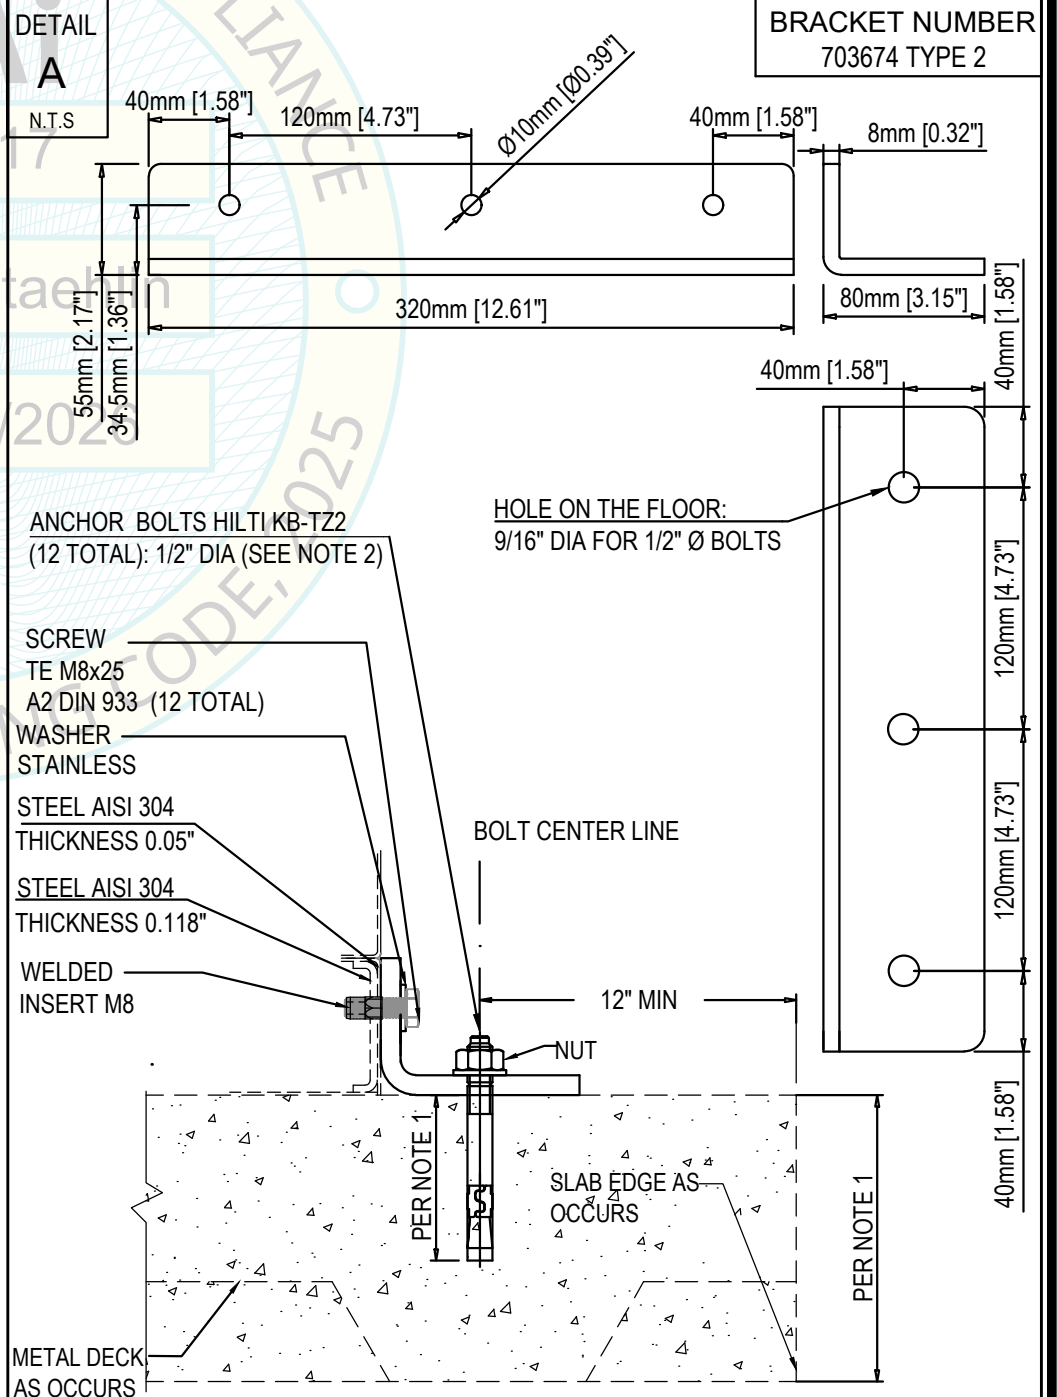 DETAIL
A
N.T.S
BRACKET NUMBER
703674 TYPE 2
40mm [1.58"]
120mm [4.73"]
Ø10mm [Ø0.39"]
40mm [1.58"]
8mm [0.32"]
55mm [2.17"]
34.5mm [1.36"]
320mm [12.61"]
80mm [3.15"]
40mm [1.58"]
40mm [1.58"]
120mm [4.73"]
120mm [4.73"]
40mm [1.58"]
HOLE ON THE FLOOR:
9/16" DIA FOR 1/2" Ø BOLTS
ANCHOR BOLTS HILTI KB-TZ2
(12 TOTAL): 1/2" DIA (SEE NOTE 2)
SCREW
TE M8x25
A2 DIN 933 (12 TOTAL)
WASHER
STAINLESS
STEEL AISI 304
THICKNESS 0.05"
STEEL AISI 304
THICKNESS 0.118"
WELDED
INSERT M8
BOLT CENTER LINE
12" MIN
NUT
PER NOTE 1
SLAB EDGE AS
OCCURS
PER NOTE 1
METAL DECK
AS OCCURS
17
/2026
CODE, 2025